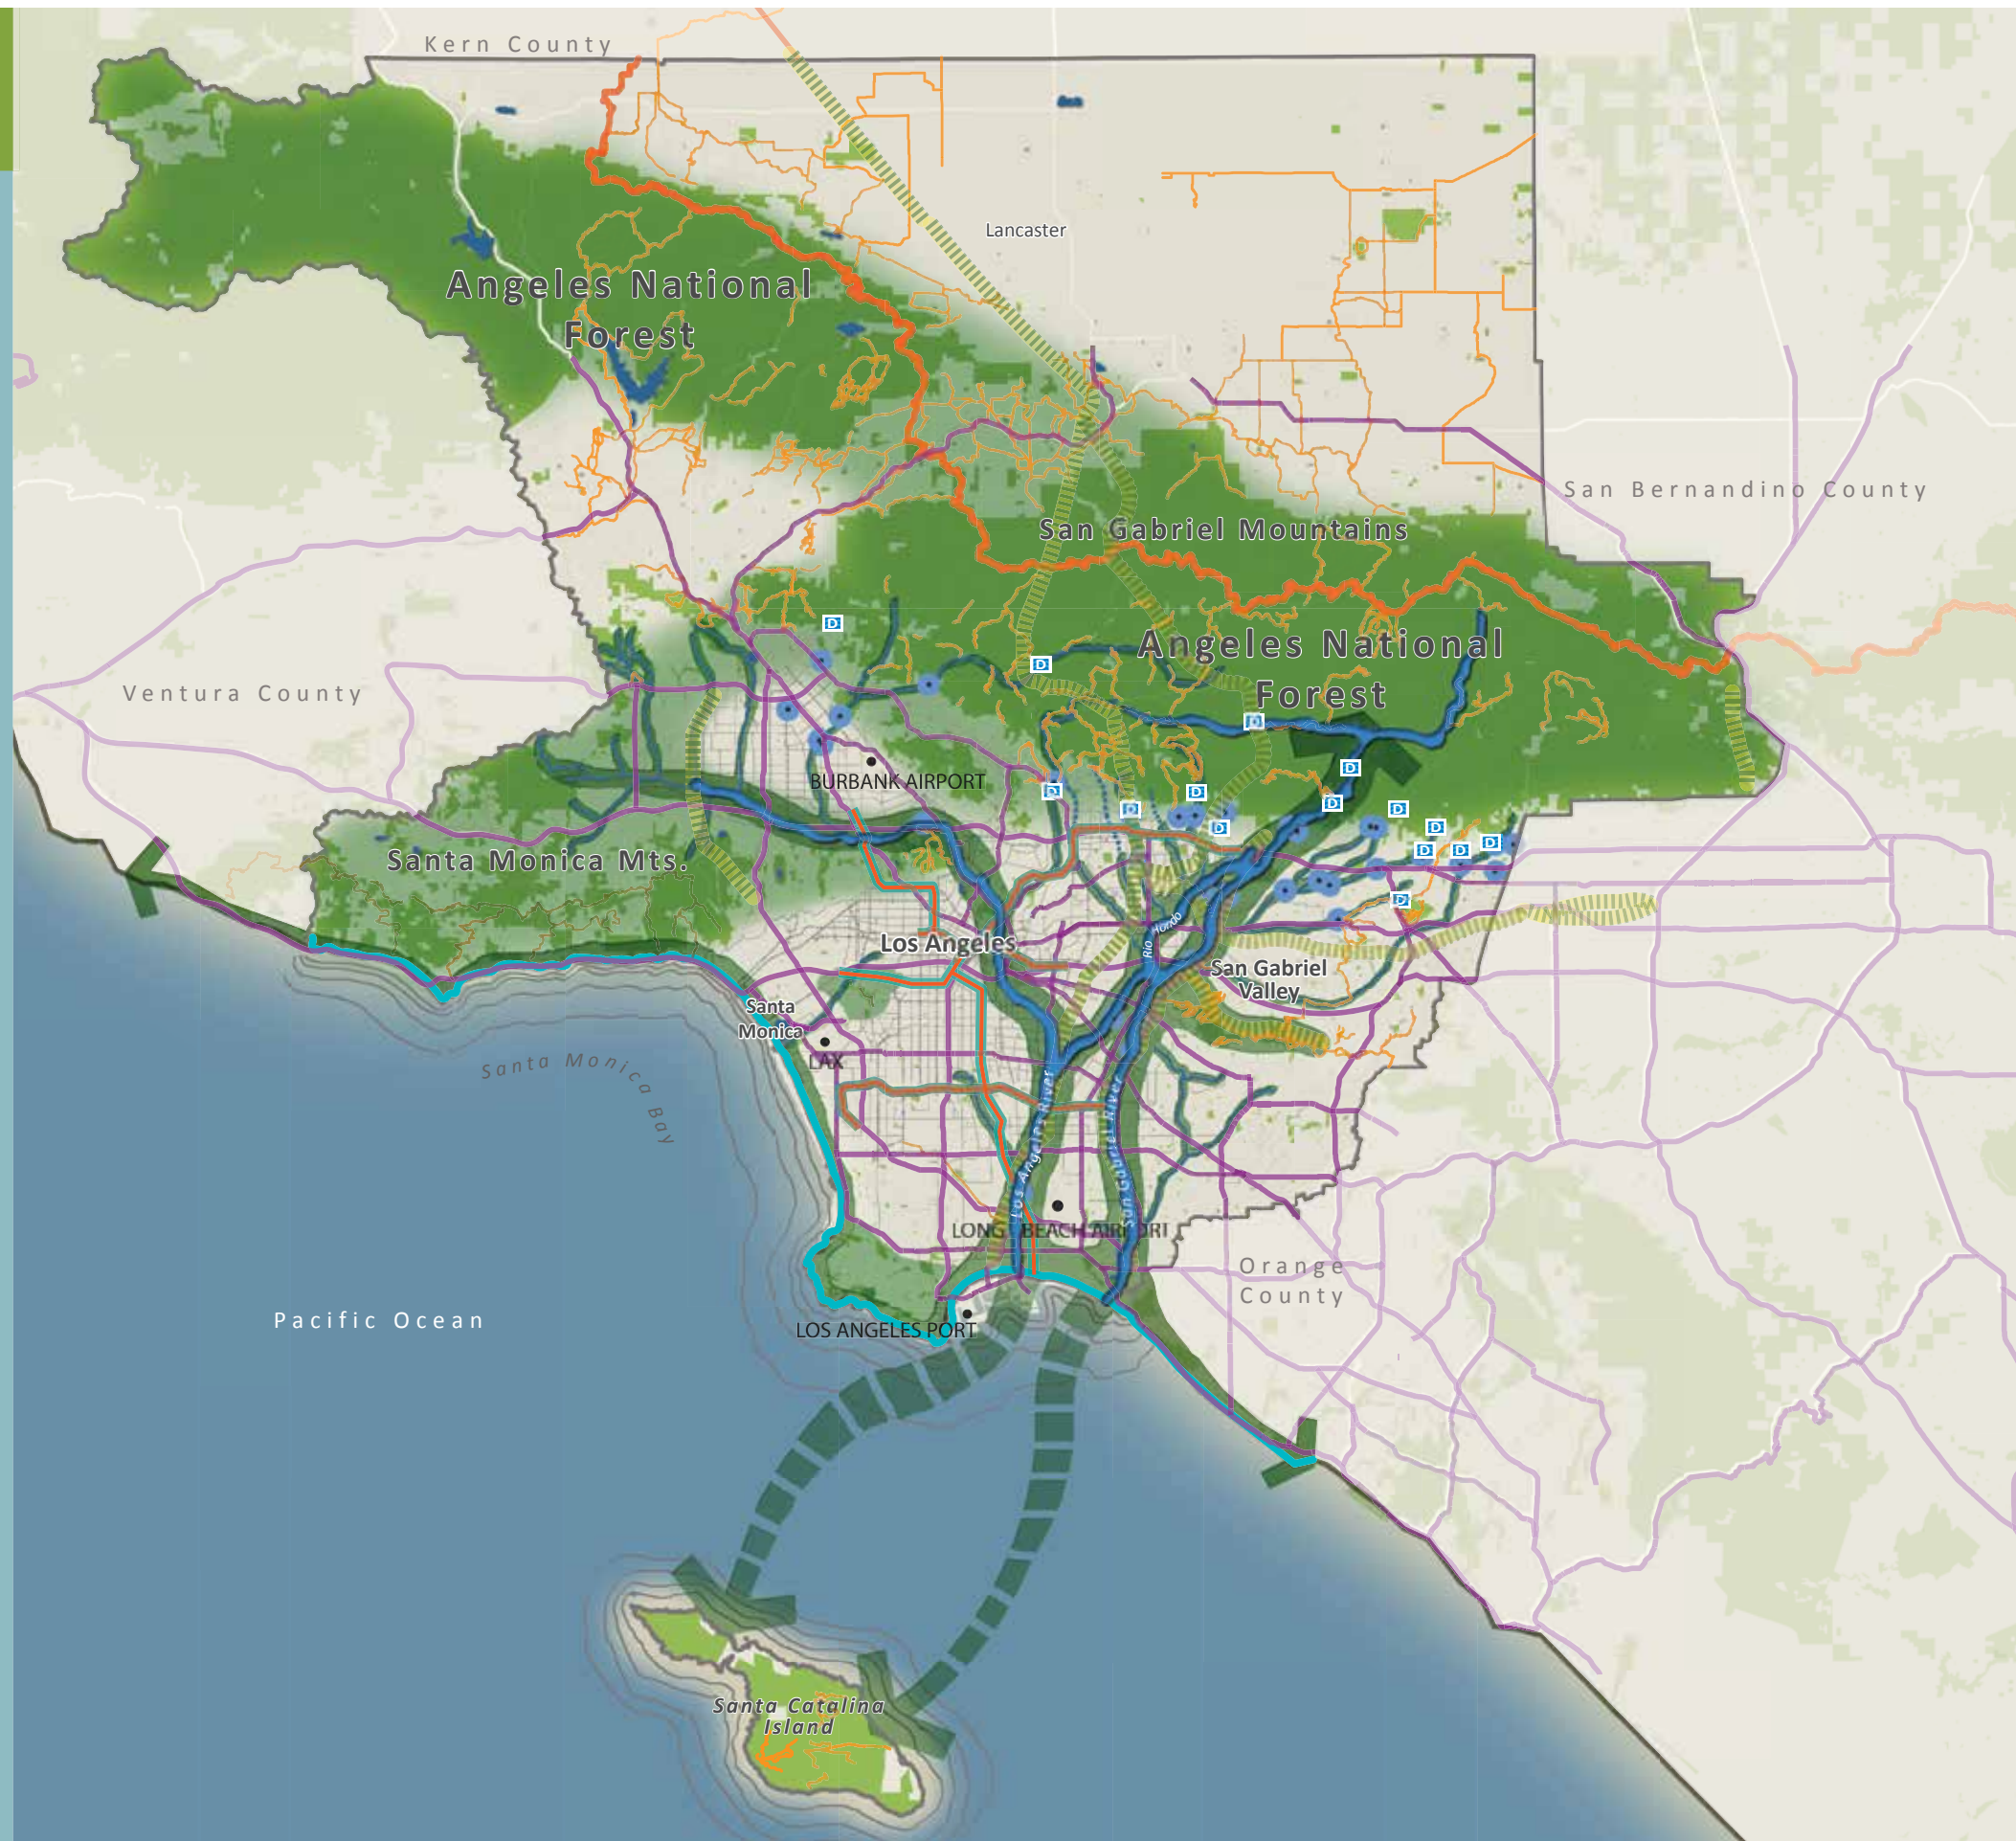 Kern County
Lancaster
Angeles National
Forest
San Bernandino County
San Gabriel Mountains
D
Angeles National
Forest
D
Ventura County
D
D
BURBANK AIRPORT
D
D
D
D
D
D
D
D
D
D
Santa Monica Mts.
D
Rio Hondo
Los Angeles
San Gabriel
Valley
Santa
Monica
LAX
Santa Monica Bay
Los Angeles River
San Gabriel River
LONG BEACH AIRPORT
Orange
County
Pacific Ocean
LOS ANGELES PORT
Santa Catalina
Island